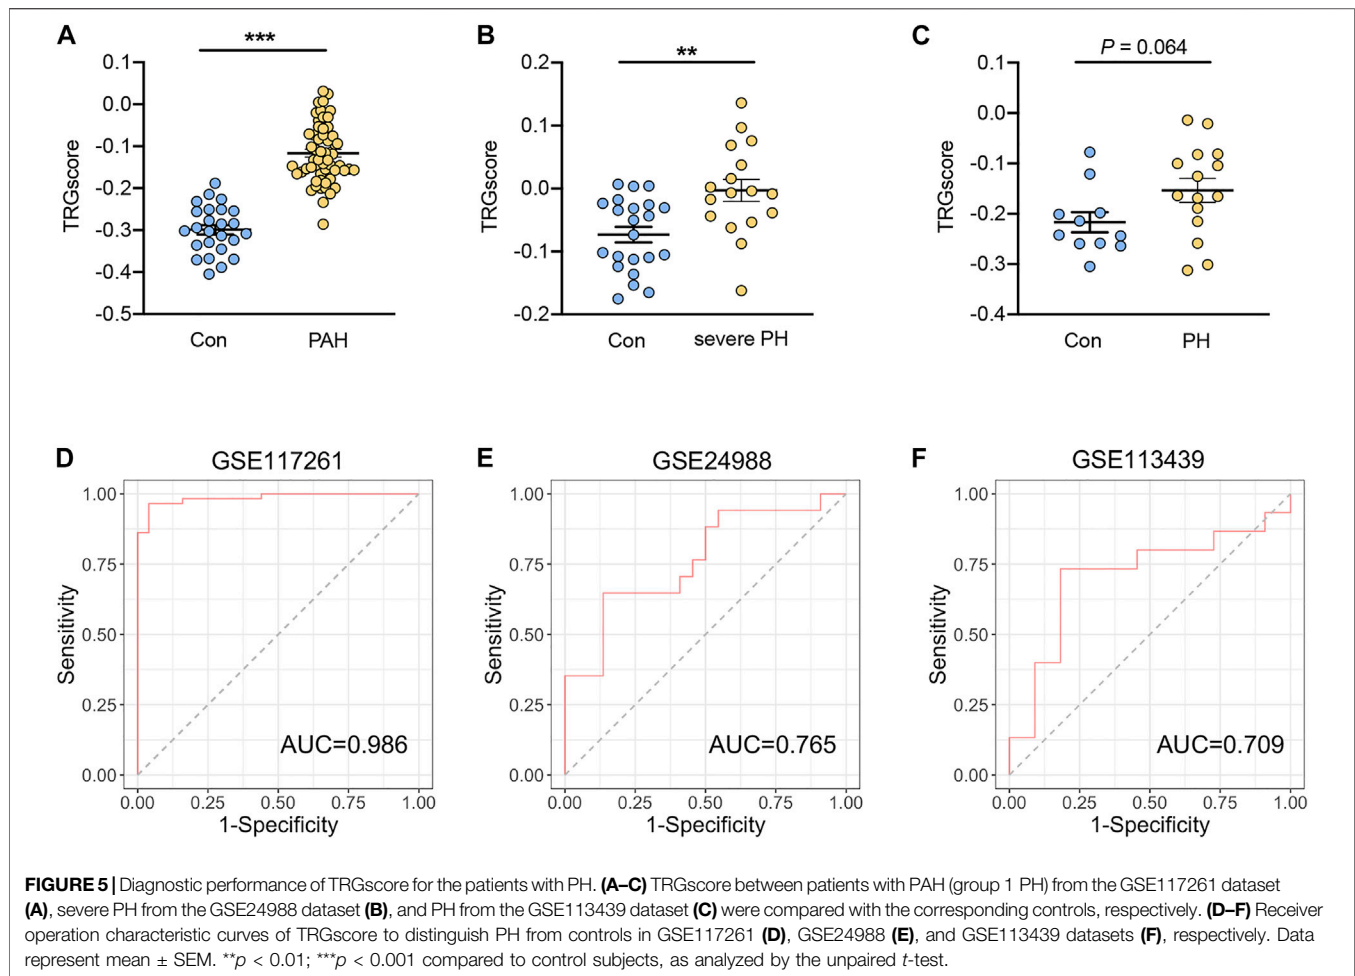 A
***
TRGscore
0.1
0.0
-0.1
-0.2
-0.3
-0.4
-0.5
Con PAH
B
**
TRGscore
0.2
0.1
0.0
-0.1
-0.2
Con severe PH
C
P = 0.064
TRGscore
0.1
0.0
-0.1
-0.2
-0.3
-0.4
Con PH
D
GSE117261
Sensitivity
1.00
0.75
0.50
0.25
0.00
AUC=0.986
0.00 0.25 0.50 0.75 1.00
1-Specificity
E
GSE24988
Sensitivity
1.00
0.75
0.50
0.25
0.00
AUC=0.765
0.00 0.25 0.50 0.75 1.00
1-Specificity
F
GSE113439
Sensitivity
1.00
0.75
0.50
0.25
0.00
AUC=0.709
0.00 0.25 0.50 0.75 1.00
1-Specificity
FIGURE 5 | Diagnostic performance of TRGscore for the patients with PH. (A–C) TRGscore between patients with PAH (group 1 PH) from the GSE117261 dataset
(A), severe PH from the GSE24988 dataset (B), and PH from the GSE113439 dataset (C) were compared with the corresponding controls, respectively. (D–F) Receiver
operation characteristic curves of TRGscore to distinguish PH from controls in GSE117261 (D), GSE24988 (E), and GSE113439 datasets (F), respectively. Data
represent mean ± SEM. **p < 0.01; ***p < 0.001 compared to control subjects, as analyzed by the unpaired t-test.